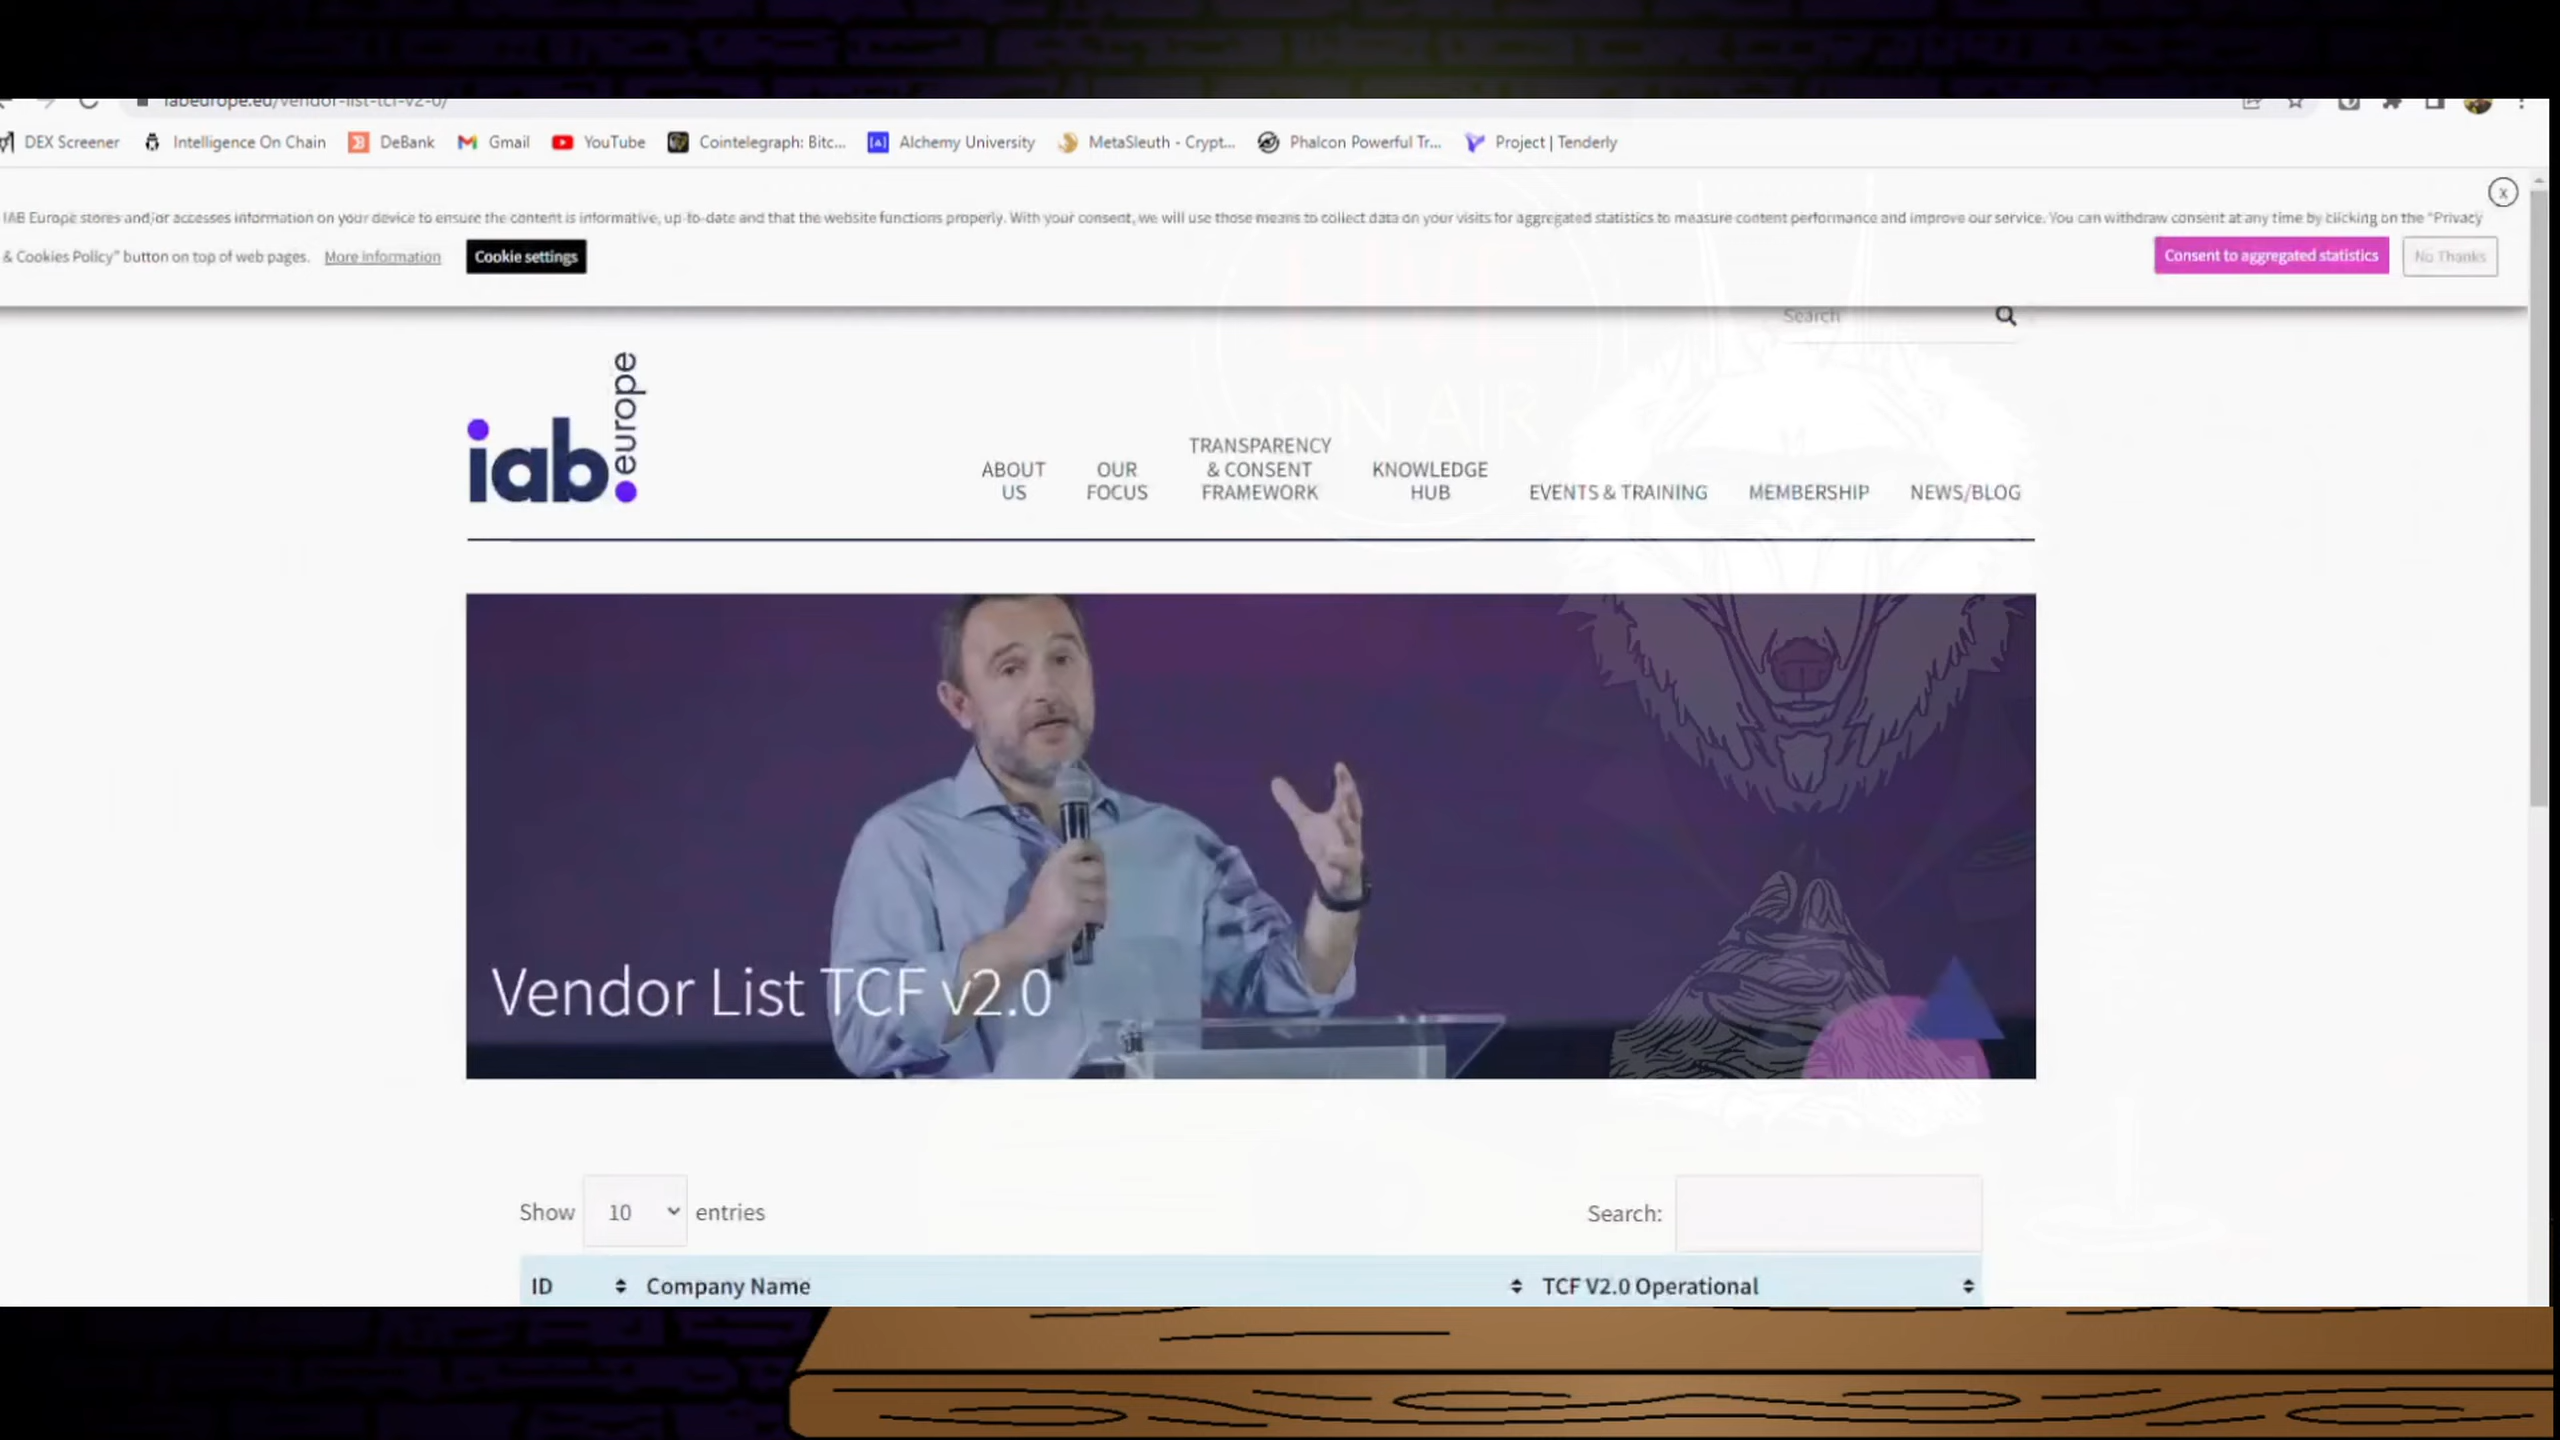 iabeurope.eu/vendor-list-tcf-v2-0/
DEX Screener Intelligence On Chain DeBank Gmail YouTube Cointelegraph: Bitc... Alchemy University MetaSleuth - Crypt... Phalcon Powerful Tr... Project | Tenderly
IAB Europe stores and/or accesses information on your device to ensure the content is informative, up-to-date and that the website functions properly. With your consent, we will use those means to collect data on your visits for aggregated statistics to measure content performance and improve our service. You can withdraw consent at any time by clicking on the "Privacy
& Cookies Policy" button on top of web pages. More Information Cookie settings Consent to aggregated statistics No Thanks
x
Search
LIVE
ON AIR
iab europe
ABOUT
US
OUR
FOCUS
TRANSPARENCY
& CONSENT
FRAMEWORK
KNOWLEDGE
HUB
EVENTS & TRAINING
MEMBERSHIP
NEWS/BLOG
Vendor List TCF v2.0
Show 10 entries
Search:
ID Company Name TCF V2.0 Operational